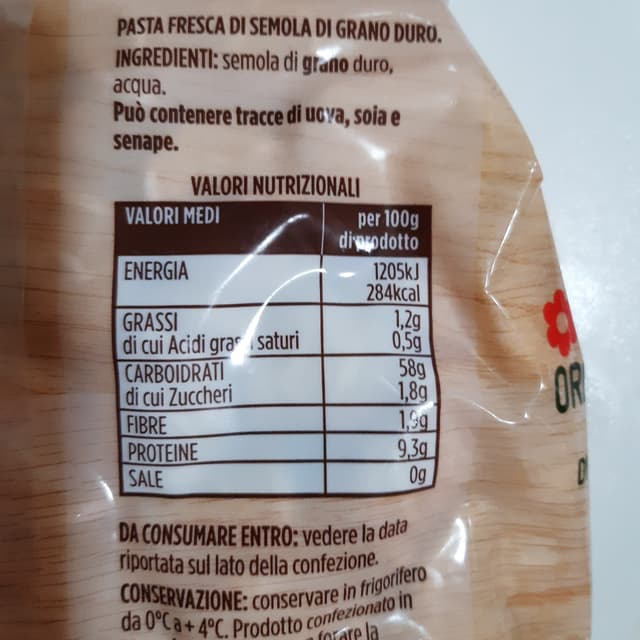 PASTA FRESCA DI SEMOLA DI GRANO DURO.
INGREDIENTI: semola di grano duro,
acqua.
Può contenere tracce di uova, soia e
senape.
VALORI NUTRIZIONALI
VALORI MEDI per 100g
di prodotto
ENERGIA 1205kJ
284kcal
GRASSI 1,2g
di cui Acidi grassi saturi 0,5g
CARBOIDRATI 58g
di cui Zuccheri 1,8g
FIBRE 1,9g
PROTEINE 9,3g
SALE 0g
DA CONSUMARE ENTRO: vedere la data
riportata sul lato della confezione.
CONSERVAZIONE: conservare in frigorifero
da 0°C a + 4°C. Prodotto confezionato in
forare la
OR